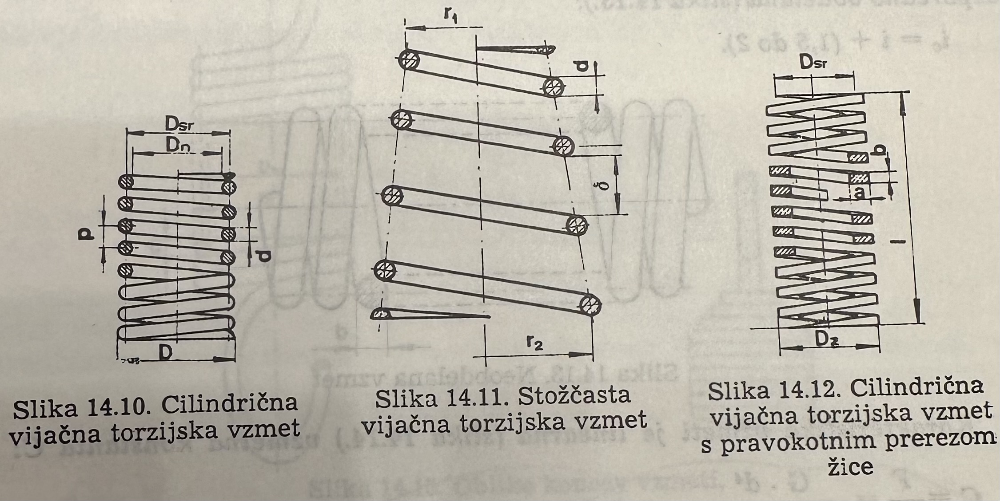 r₁
d
Dsr
Dsr
Dn
b
a
δ
p
d
l
r₂
Dz
D
Slika 14.10. Cilindrična
vijačna torzijska vzmet
Slika 14.11. Stožčasta
vijačna torzijska vzmet
Slika 14.12. Cilindrična
vijačna torzijska vzmet
s pravokotnim prerezom
žice